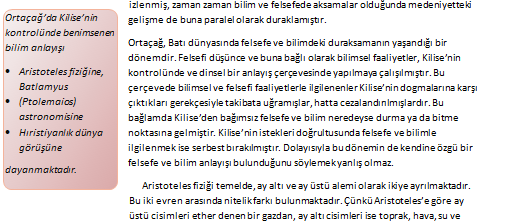 Ortaçağ'da Kilise'nin
kontrolünde benimsenen
bilim anlayışı
• Aristoteles fiziğine,
Batlamyus
• (Ptolemaios)
astronomisine
• Hıristiyanlık dünya
görüşüne
dayanmaktadır.
izlenmiş, zaman zaman bilim ve felsefede aksamalar olduğunda medeniyetteki
gelişme de buna paralel olarak duraklamıştır.
Ortaçağ, Batı dünyasında felsefe ve bilimdeki duraksamanın yaşandığı bir
dönemdir. Felsefi düşünce ve buna bağlı olarak bilimsel faaliyetler, Kilise'nin
kontrolünde ve dinsel bir anlayış çerçevesinde yapılmaya çalışılmıştır. Bu
çerçevede bilimsel ve felsefi faaliyetlerle ilgilenenler Kilise'nin dogmalarına karşı
çıktıkları gerekçesiyle takibata uğramışlar, hatta cezalandırılmışlardır. Bu
bağlamda Kilise'den bağımsız felsefe ve bilim neredeyse durma ya da bitme
noktasına gelmiştir. Kilise'nin istekleri doğrultusunda felsefe ve bilimle
ilgilenmek ise serbest bırakılmıştır. Dolayısıyla bu dönemin de kendine özgü bir
felsefe ve bilim anlayışı bulunduğunu söylemek yanlış olmaz.
Aristoteles fiziği temelde, ay altı ve ay üstü alemi olarak ikiye ayrılmaktadır.
Bu iki evren arasında nitelik farkı bulunmaktadır. Çünkü Aristoteles'e göre ay
üstü cisimleri ether denen bir gazdan, ay altı cisimleri ise toprak, hava, su ve